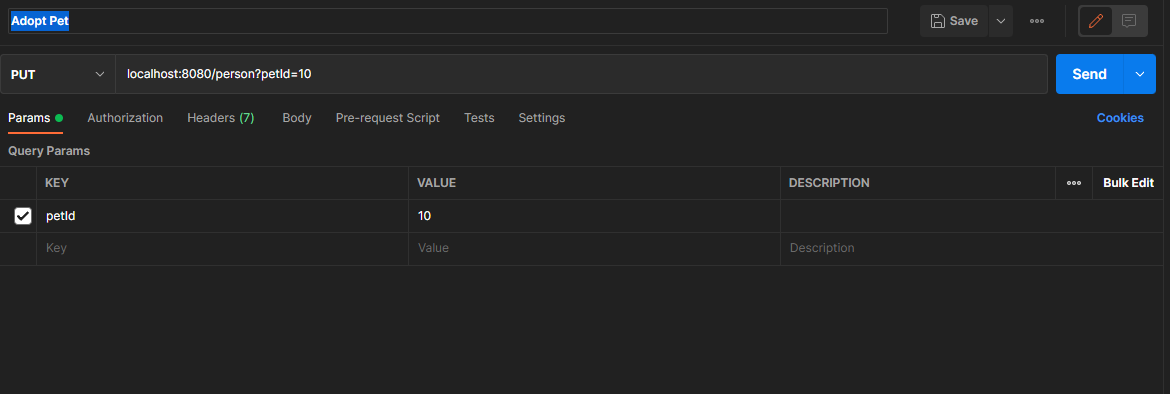 Adopt Pet
Save
PUT
localhost:8080/person?petId=10
Send
Params Authorization Headers (7) Body Pre-request Script Tests Settings Cookies
Query Params
KEY VALUE DESCRIPTION Bulk Edit
petId 10
Key Value Description